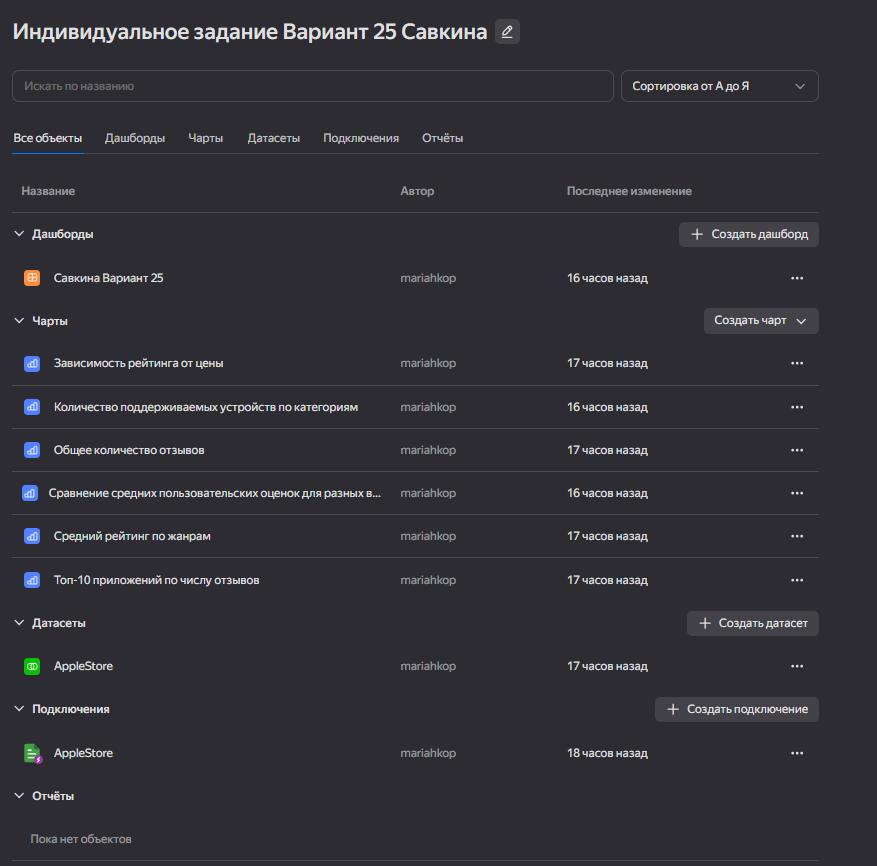 Индивидуальное задание Вариант 25 Савкина
Искать по названию
Сортировка от А до Я
Все объекты Дашборды Чарты Датасеты Подключения Отчёты
Название Автор Последнее изменение
Дашборды + Создать дашборд
Савкина Вариант 25 mariahkop 16 часов назад
Чарты Создать чарт
Зависимость рейтинга от цены mariahkop 17 часов назад
Количество поддерживаемых устройств по категориям mariahkop 16 часов назад
Общее количество отзывов mariahkop 17 часов назад
Сравнение средних пользовательских оценок для разных в... mariahkop 16 часов назад
Средний рейтинг по жанрам mariahkop 17 часов назад
Топ-10 приложений по числу отзывов mariahkop 17 часов назад
Датасеты + Создать датасет
AppleStore mariahkop 17 часов назад
Подключения + Создать подключение
AppleStore mariahkop 18 часов назад
Отчёты
Пока нет объектов